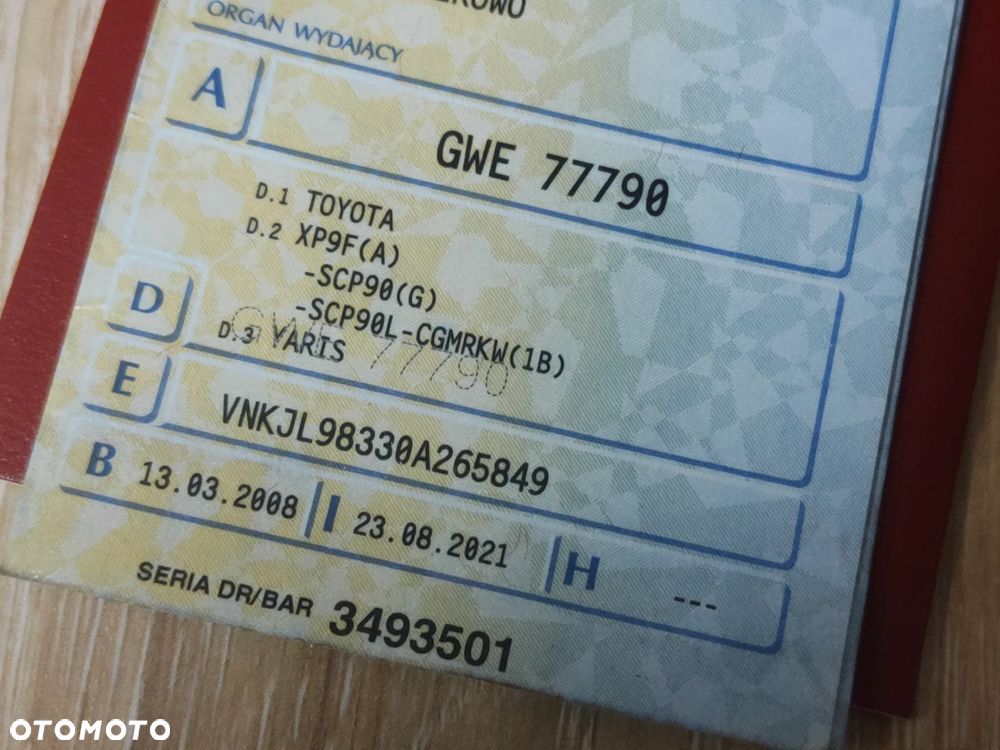 ORGAN WYDAJĄCY
A
GWE 77790
D.1 TOYOTA
D.2 XP9F(A)
-SCP90(G)
-SCP90L-CGMRKW(1B)
D
D.3 YARIS
GWE 77790
E
VNKJL98330A265849
B 13.03.2008 I 23.08.2021 H ---
SERIA DR/BAR 3493501
OTOMOTO